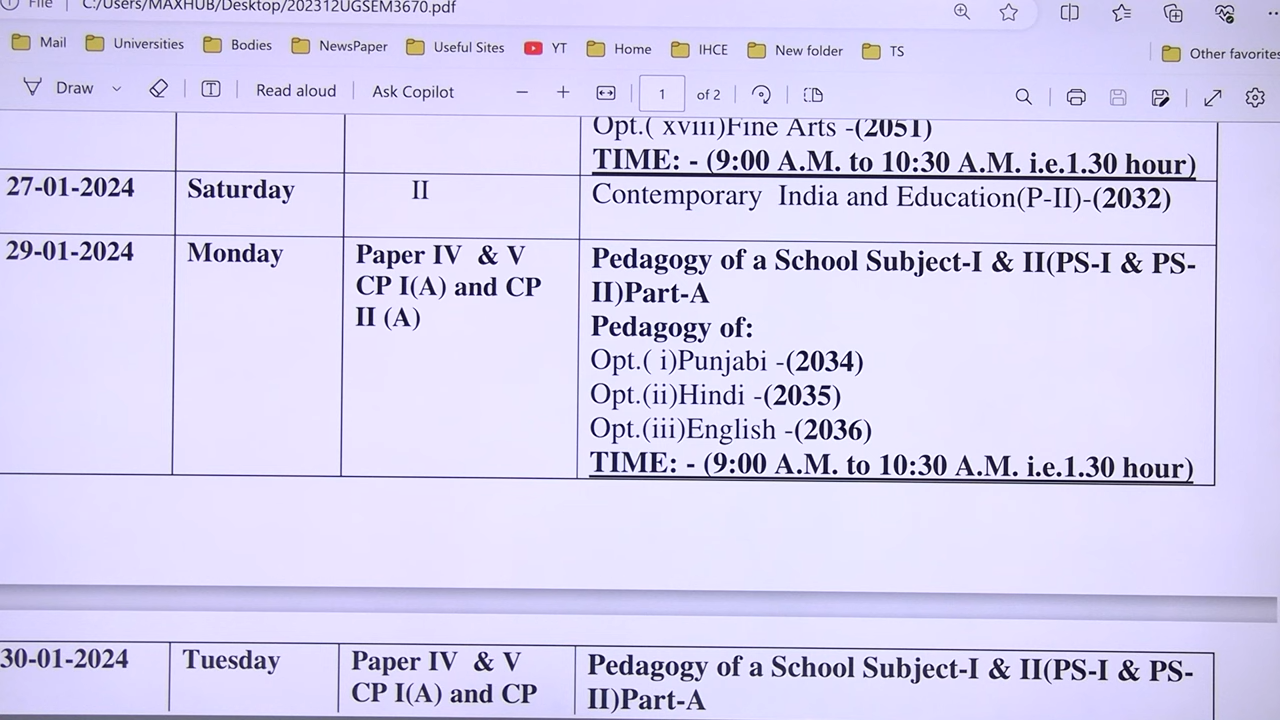 File | C:/Users/MAXHUB/Desktop/202312UGSEM3670.pdf
Mail Universities Bodies NewsPaper Useful Sites YT Home IHCE New folder TS Other favorites
Draw Read aloud Ask Copilot 1 of 2
Opt.( xviii)Fine Arts -(2051)
TIME: - (9:00 A.M. to 10:30 A.M. i.e.1.30 hour)
27-01-2024 Saturday II Contemporary India and Education(P-II)-(2032)
29-01-2024 Monday
Paper IV & V
CP I(A) and CP
II (A)
Pedagogy of a School Subject-I & II(PS-I & PS-
II)Part-A
Pedagogy of:
Opt.( i)Punjabi -(2034)
Opt.(ii)Hindi -(2035)
Opt.(iii)English -(2036)
TIME: - (9:00 A.M. to 10:30 A.M. i.e.1.30 hour)
30-01-2024 Tuesday
Paper IV & V
CP I(A) and CP
Pedagogy of a School Subject-I & II(PS-I & PS-
II)Part-A